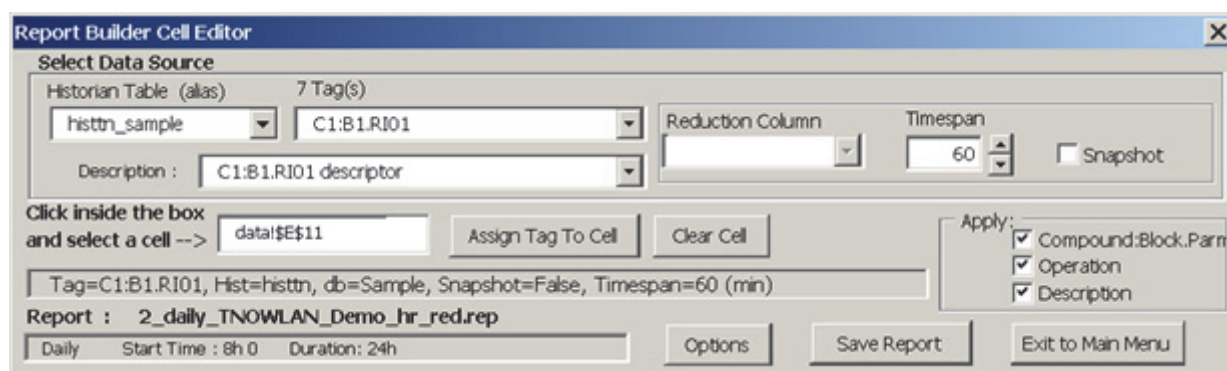 Report Builder Cell Editor
Select Data Source
Historian Table (alias) 7 Tag(s)
histtn_sample C1:B1.RI01 Reduction Column Timespan
60 Snapshot
Description : C1:B1.RI01 descriptor
Click inside the box
and select a cell --> data!$E$11 Assign Tag To Cell Clear Cell Apply:
Compound:Block.Parm
Operation
Description
Tag=C1:B1.RI01, Hist=histtn, db=Sample, Snapshot=False, Timespan=60 (min)
Report : 2_daily_TNOWLAN_Demo_hr_red.rep
Daily Start Time : 8h 0 Duration: 24h Options Save Report Exit to Main Menu